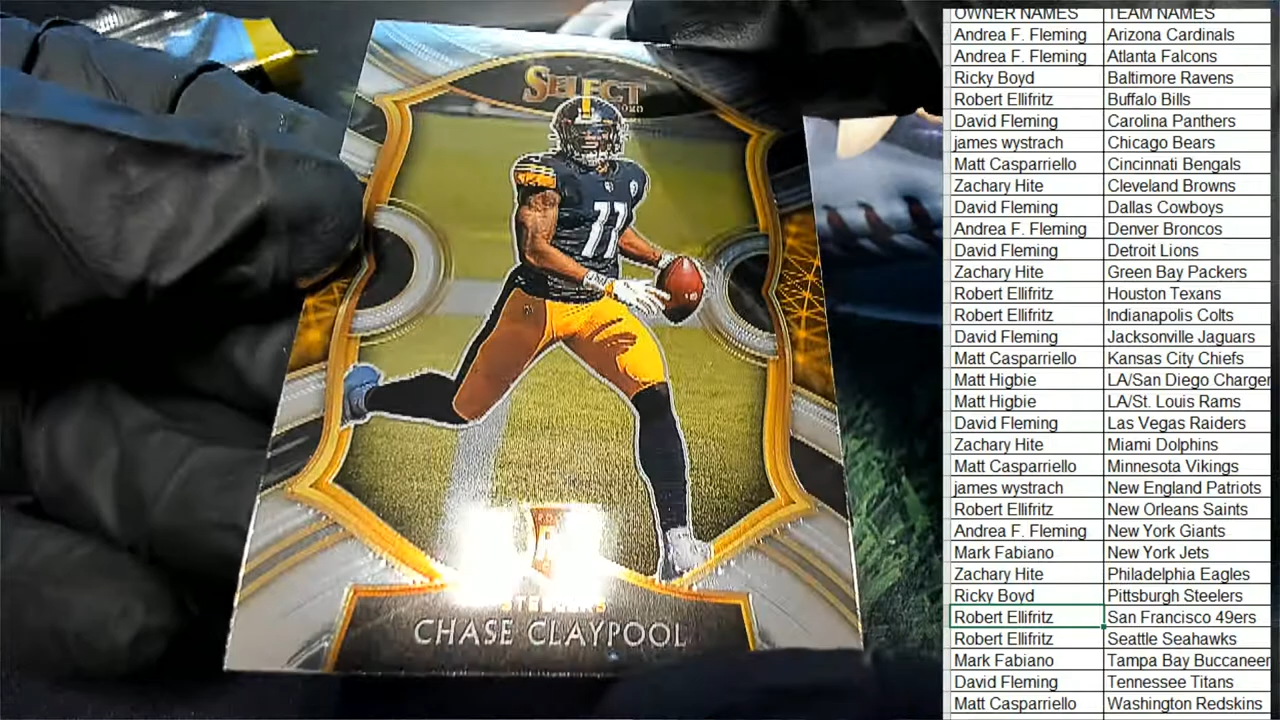 SELECT
11
STEELERS
CHASE CLAYPOOL
OWNER NAMES TEAM NAMES
Andrea F. Fleming Arizona Cardinals
Andrea F. Fleming Atlanta Falcons
Ricky Boyd Baltimore Ravens
Robert Ellifritz Buffalo Bills
David Fleming Carolina Panthers
james wystrach Chicago Bears
Matt Casparriello Cincinnati Bengals
Zachary Hite Cleveland Browns
David Fleming Dallas Cowboys
Andrea F. Fleming Denver Broncos
David Fleming Detroit Lions
Zachary Hite Green Bay Packers
Robert Ellifritz Houston Texans
Robert Ellifritz Indianapolis Colts
David Fleming Jacksonville Jaguars
Matt Casparriello Kansas City Chiefs
Matt Higbie LA/San Diego Charger
Matt Higbie LA/St. Louis Rams
David Fleming Las Vegas Raiders
Zachary Hite Miami Dolphins
Matt Casparriello Minnesota Vikings
james wystrach New England Patriots
Robert Ellifritz New Orleans Saints
Andrea F. Fleming New York Giants
Mark Fabiano New York Jets
Zachary Hite Philadelphia Eagles
Ricky Boyd Pittsburgh Steelers
Robert Ellifritz San Francisco 49ers
Robert Ellifritz Seattle Seahawks
Mark Fabiano Tampa Bay Buccaneer
David Fleming Tennessee Titans
Matt Casparriello Washington Redskins